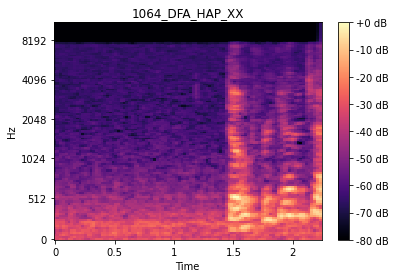 1064_DFA_HAP_XX
+0 dB
8192
-10 dB
4096
-20 dB
-30 dB
2048
Hz
-40 dB
1024
-50 dB
512
-60 dB
-70 dB
0
-80 dB
0
0.5
1
1.5
2
Time